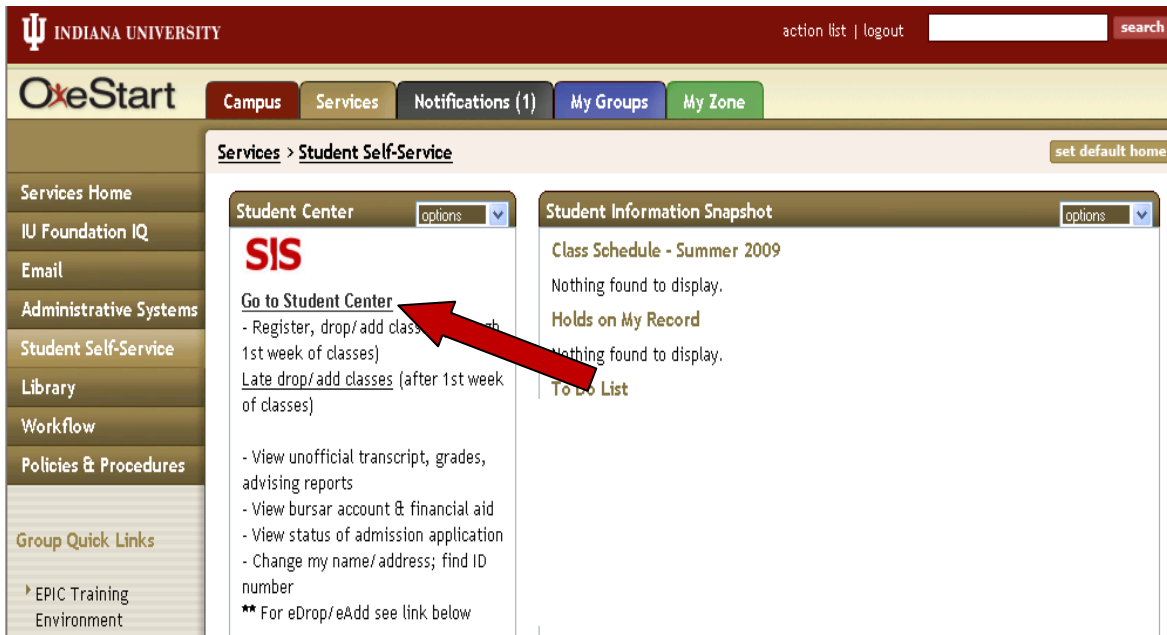 INDIANA UNIVERSITY
action list | logout
search
OneStart
Campus
Services
Notifications (1)
My Groups
My Zone
Services > Student Self-Service
set default home
Services Home
IU Foundation IQ
Email
Administrative Systems
Student Self-Service
Library
Workflow
Policies & Procedures
Group Quick Links
EPIC Training
Environment
Student Center
options
SIS
Go to Student Center
- Register, drop/add
1st week of classes)
Late drop/add classes (after 1st week
of classes)
- View unofficial transcript, grades,
advising reports
- View bursar account & financial aid
- View status of admission application
- Change my name/address; find ID
number
** For eDrop/eAdd see link below
Student Information Snapshot
options
Class Schedule - Summer 2009
Nothing found to display.
Holds on My Record
Nothing found to display.
To Do List